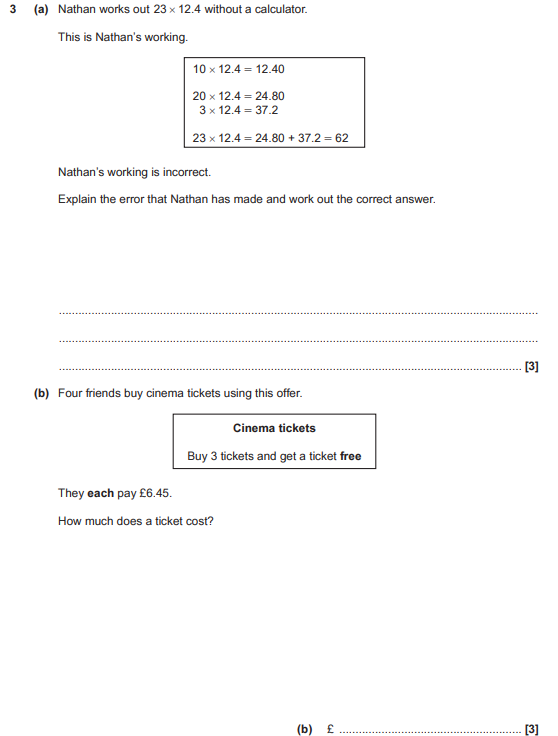 3 (a) Nathan works out 23 × 12.4 without a calculator.
This is Nathan's working.
10 × 12.4 = 12.40
20 × 12.4 = 24.80
3 × 12.4 = 37.2
23 × 12.4 = 24.80 + 37.2 = 62
Nathan's working is incorrect.
Explain the error that Nathan has made and work out the correct answer.
[3]
(b) Four friends buy cinema tickets using this offer.
Cinema tickets
Buy 3 tickets and get a ticket free
They each pay £6.45.
How much does a ticket cost?
(b) £ [3]